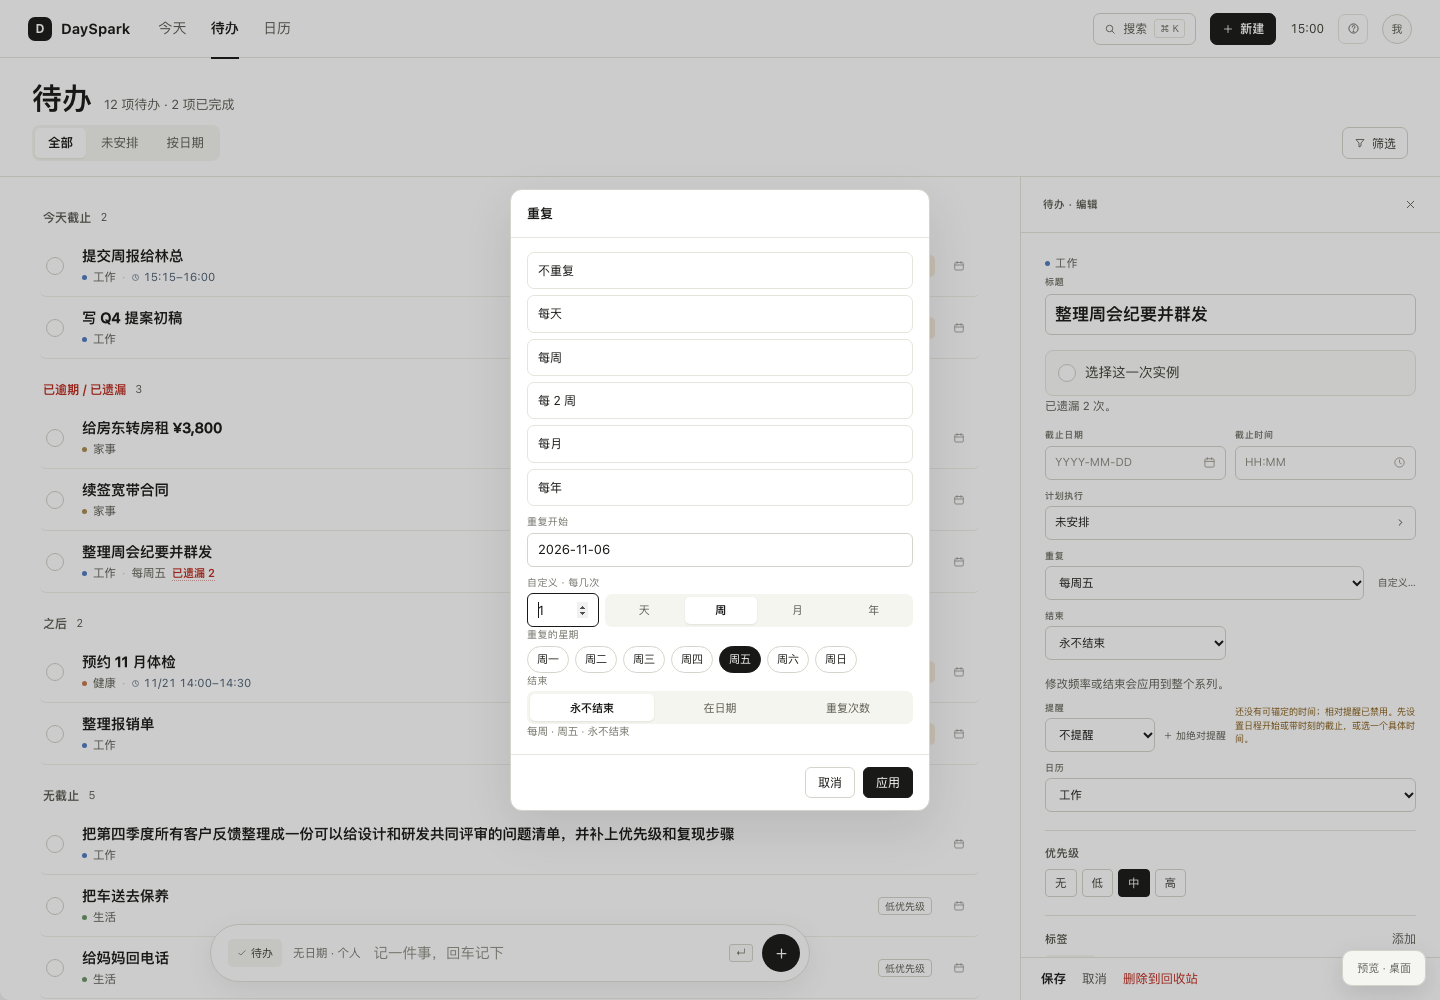 D DaySpark 今天 待办 日历 搜索 ⌘ K + 新建 15:00 我
待办 12 项待办 · 2 项已完成
全部 未安排 按日期 筛选
今天截止 2
提交周报给林总
工作 · 15:15–16:00
写 Q4 提案初稿
工作
已逾期 / 已遗漏 3
给房东转房租 ¥3,800
家事
续签宽带合同
家事
整理周会纪要并群发
工作 · 每周五 已遗漏 2
之后 2
预约 11 月体检
健康 · 11/21 14:00–14:30
整理报销单
工作
无截止 5
把第四季度所有客户反馈整理成一份可以给设计和研发共同评审的问题清单，并补上优先级和复现步骤
工作
把车送去保养
生活
低优先级
给妈妈回电话
生活
低优先级
待办 无日期 · 个人 记一件事，回车记下
重复
不重复
每天
每周
每 2 周
每月
每年
重复开始
2026-11-06
自定义 · 每几次
1 天 周 月 年
重复的星期
周一 周二 周三 周四 周五 周六 周日
结束
永不结束 在日期 重复次数
每周 · 周五 · 永不结束
取消 应用
待办 · 编辑
工作
标题
整理周会纪要并群发
选择这一次实例
已遗漏 2 次。
截止日期 截止时间
YYYY-MM-DD HH:MM
计划执行
未安排
重复
每周五 自定义...
结束
永不结束
修改频率或结束会应用到整个系列。
提醒
不提醒 + 加绝对提醒
还没有可锚定的时间；相对提醒已禁用。先设
置日程开始或带时刻的截止，或选一个具体时
间。
日历
工作
优先级
无 低 中 高
标签 添加
保存 取消 删除到回收站
预览 · 桌面